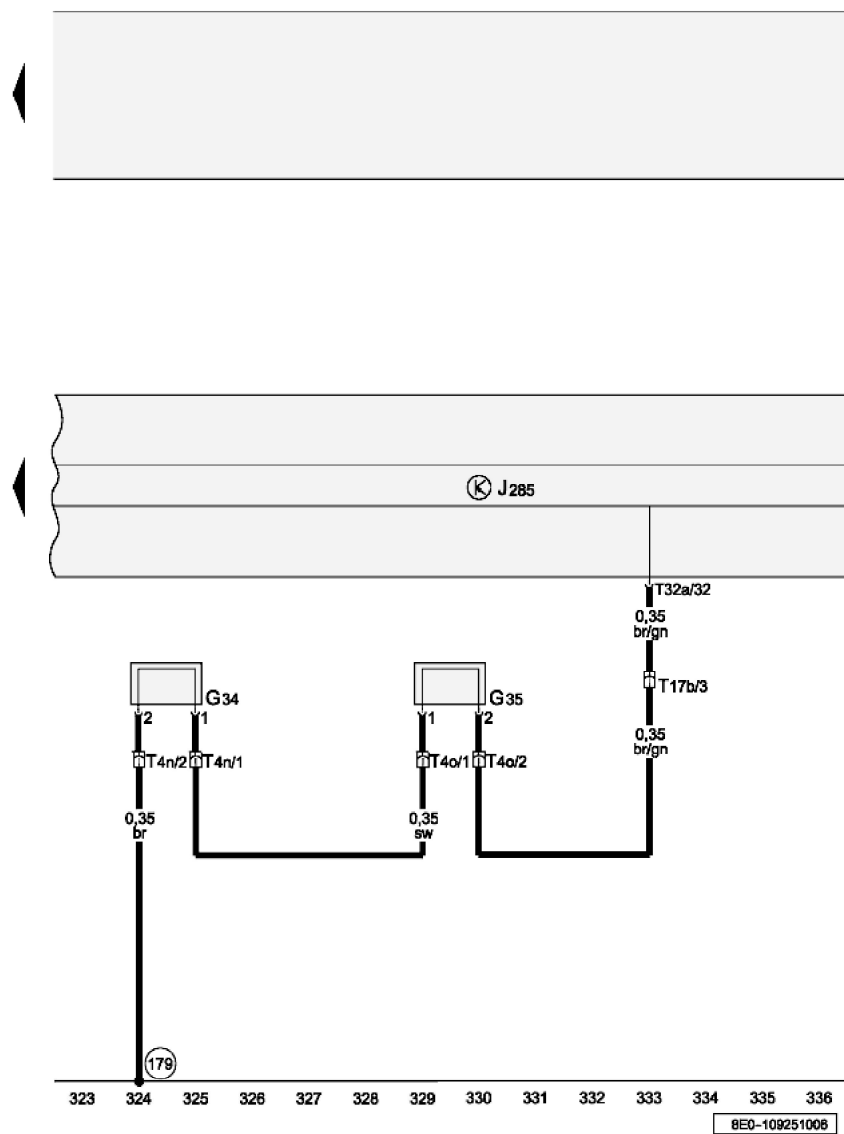 K J285
T32a/32
0,35
br/gn
T17b/3
0,35
br/gn
G34 G35
2 1 1 2
T4n/2 T4n/1 T4o/1 T4o/2
0,35 0,35
br sw
179
323 324 325 326 327 328 329 330 331 332 333 334 335 336
8E0-109251006